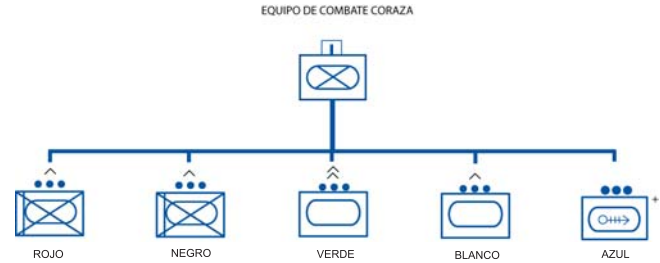 EQUIPO DE COMBATE CORAZA
+
ROJO
NEGRO
VERDE
BLANCO
AZUL